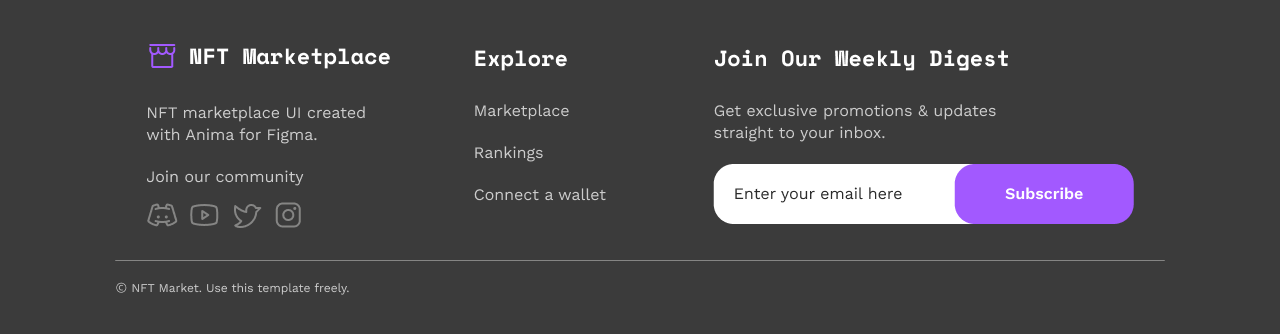 NFT Marketplace
NFT marketplace UI created
with Anima for Figma.
Join our community
Explore
Marketplace
Rankings
Connect a wallet
Join Our Weekly Digest
Get exclusive promotions & updates
straight to your inbox.
Enter your email here
Subscribe
© NFT Market. Use this template freely.